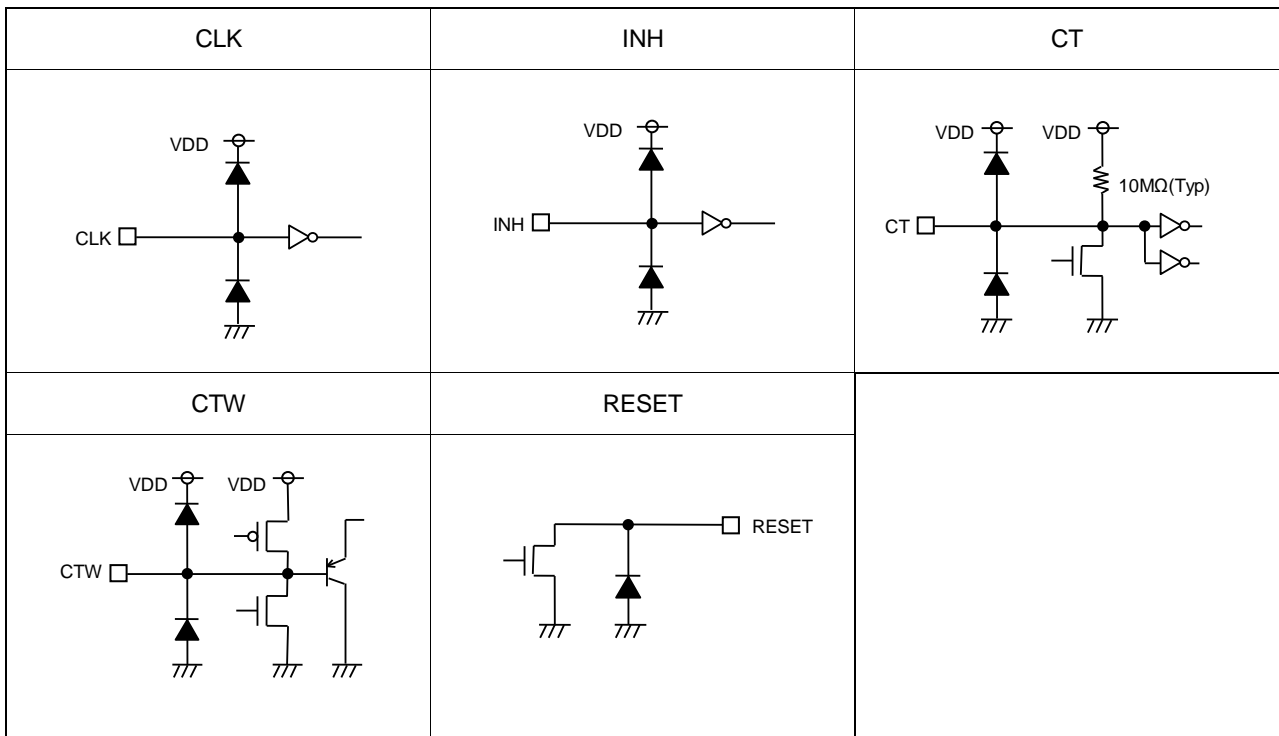 CLK
INH
CT
VDD
CLK
VDD
INH
VDD
VDD
10MΩ(Typ)
CT
CTW
RESET
VDD
VDD
CTW
RESET